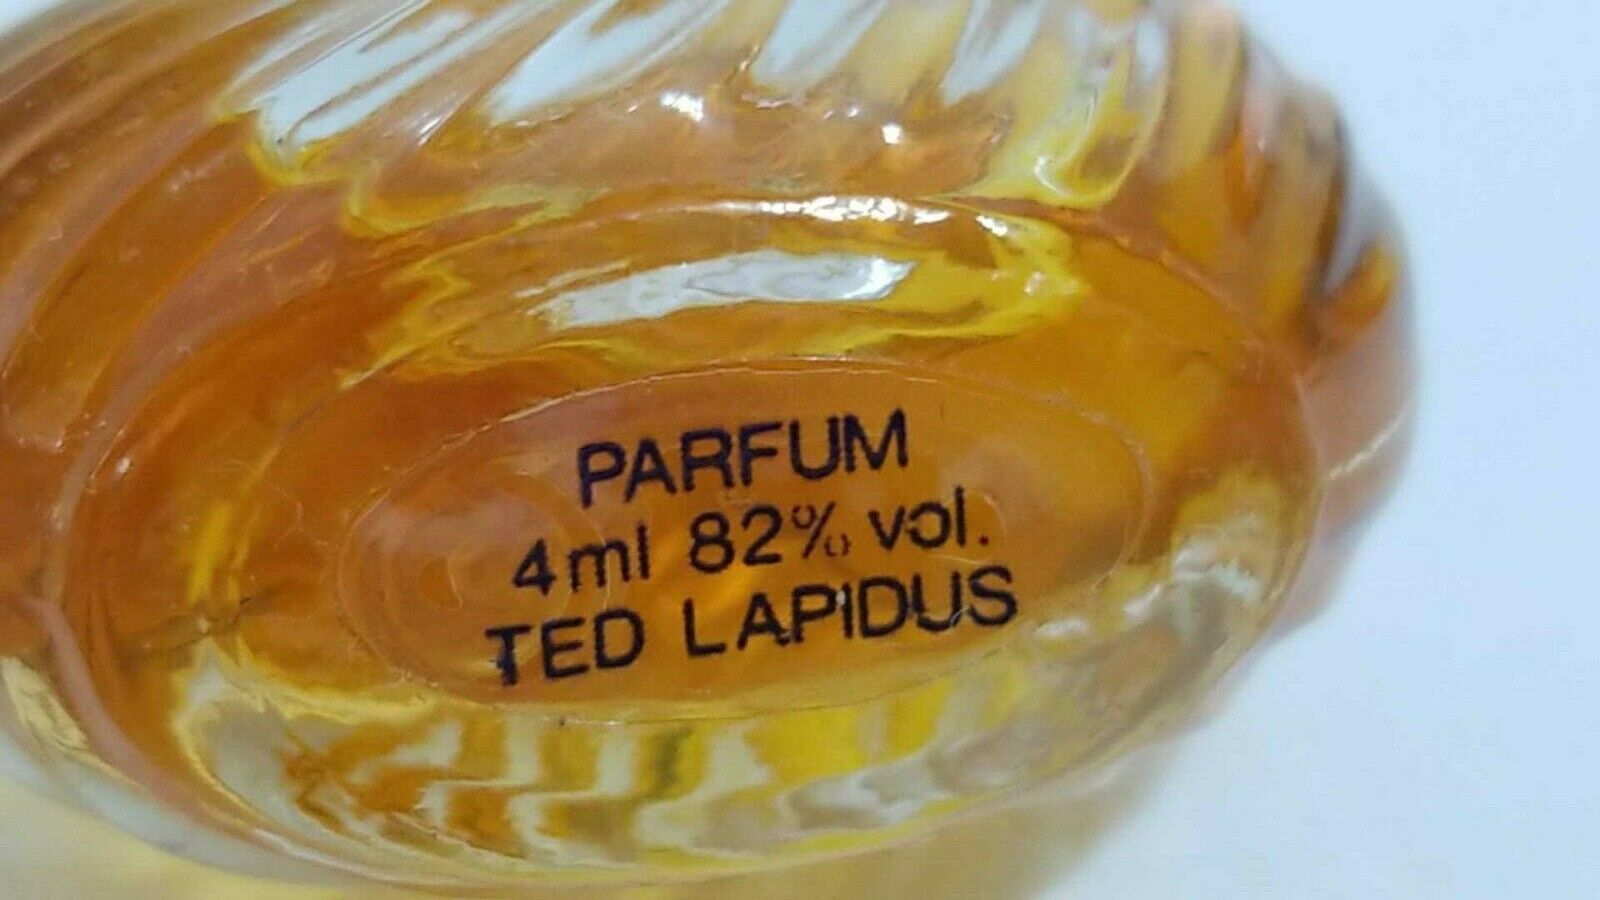 PARFUM
4ml 82% vol.
TED LAPIDUS